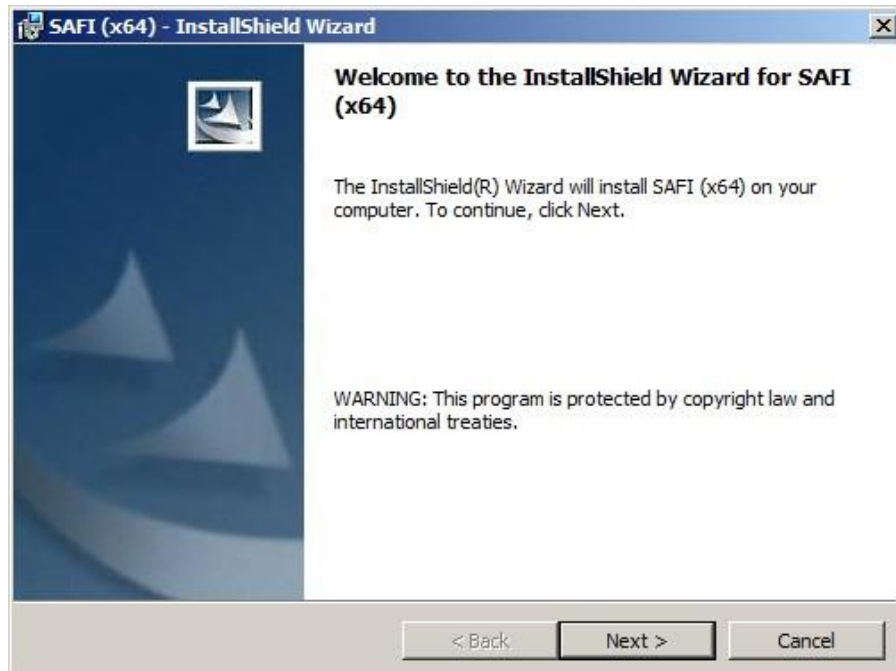 SAFI (x64) - InstallShield Wizard
Welcome to the InstallShield Wizard for SAFI
(x64)
The InstallShield(R) Wizard will install SAFI (x64) on your
computer. To continue, click Next.
WARNING: This program is protected by copyright law and
international treaties.
< Back
Next >
Cancel